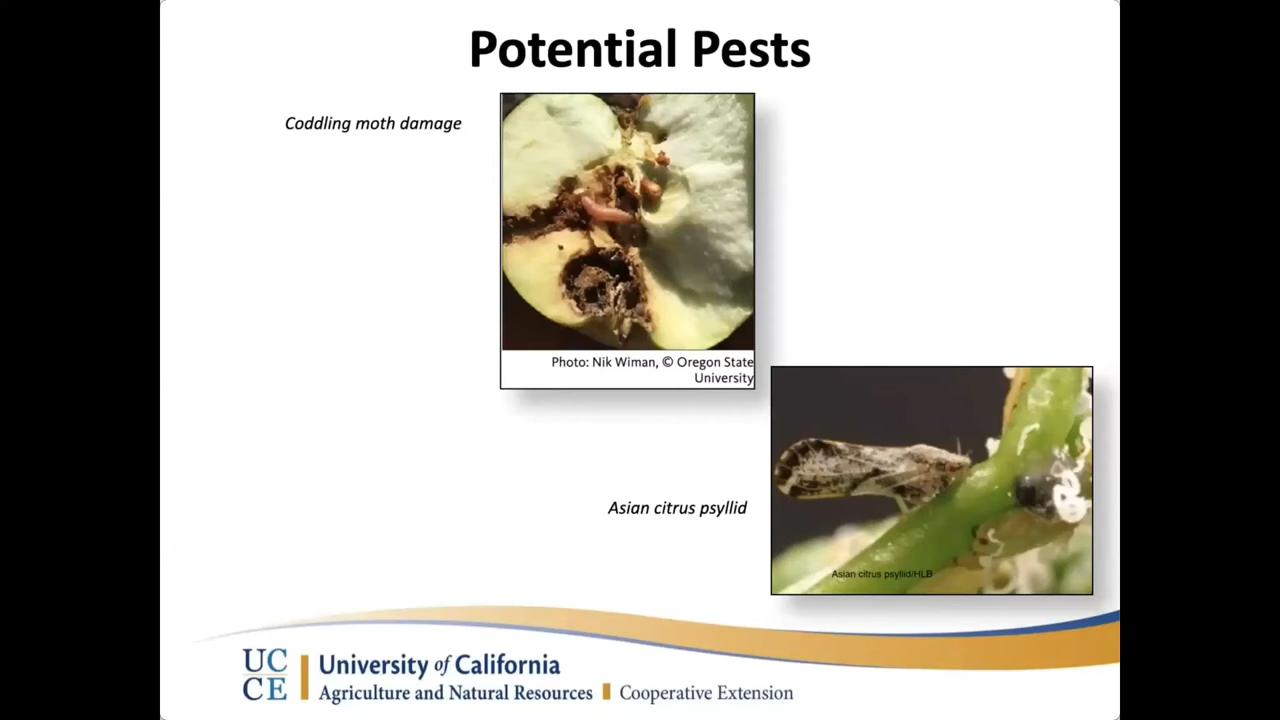 Potential Pests
Coddling moth damage
Photo: Nik Wiman, © Oregon State
University
Asian citrus psyllid
Asian citrus psyllid/HLB
UC
CE
University of California
Agriculture and Natural Resources
Cooperative Extension